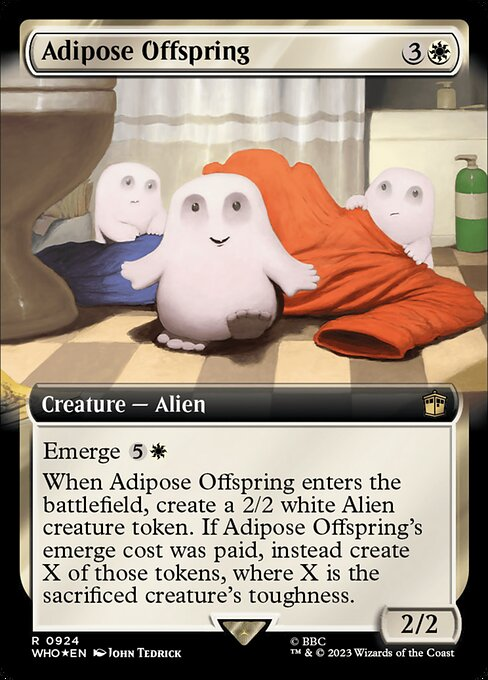 Adipose Offspring 3
Creature — Alien
Emerge 5
When Adipose Offspring enters the
battlefield, create a 2/2 white Alien
creature token. If Adipose Offspring's
emerge cost was paid, instead create
X of those tokens, where X is the
sacrificed creature's toughness.
2/2
R 0924
WHO★EN John Tedrick
© BBC
™ & © 2023 Wizards of the Coast